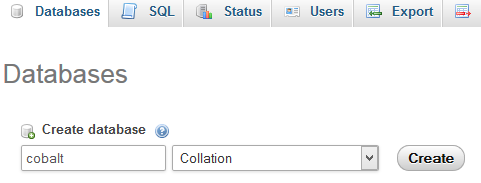 Databases SQL Status Users Export
Databases
Create database
cobalt Collation Create